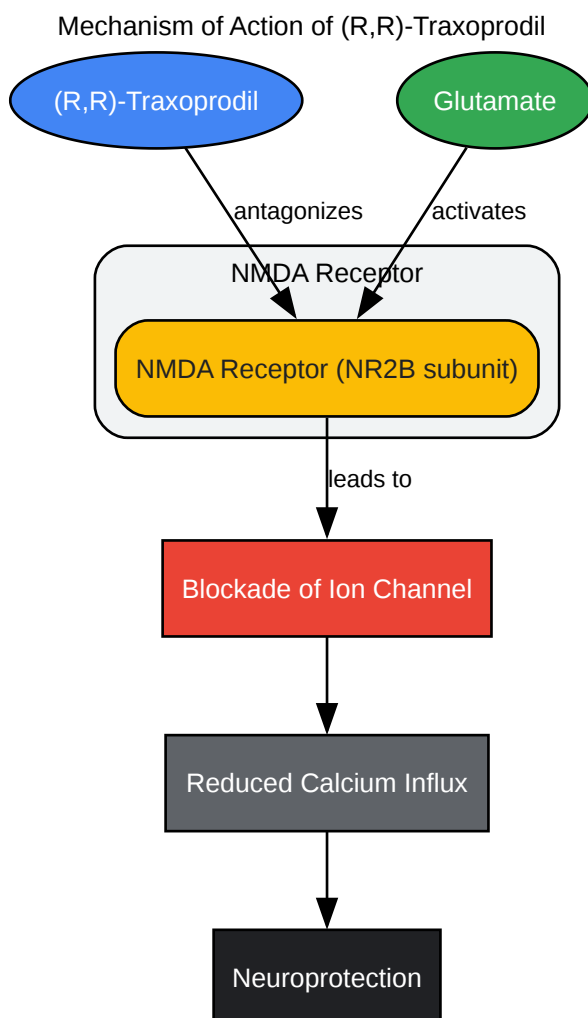 Mechanism of Action of (R,R)-Traxoprodil
(R,R)-Traxoprodil
Glutamate
antagonizes
activates
NMDA Receptor
NMDA Receptor (NR2B subunit)
leads to
Blockade of Ion Channel
Reduced Calcium Influx
Neuroprotection